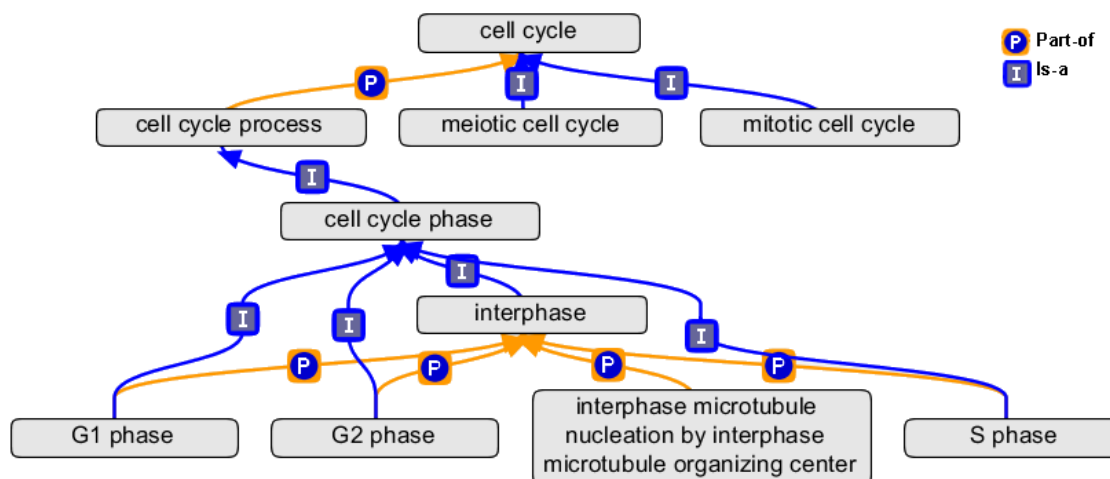 cell cycle
P Part-of
I Is-a
P
I
I
cell cycle process
meiotic cell cycle
mitotic cell cycle
I
cell cycle phase
I
I
I
I
interphase
P
P
P
P
G1 phase
G2 phase
interphase microtubule
nucleation by interphase
microtubule organizing center
S phase